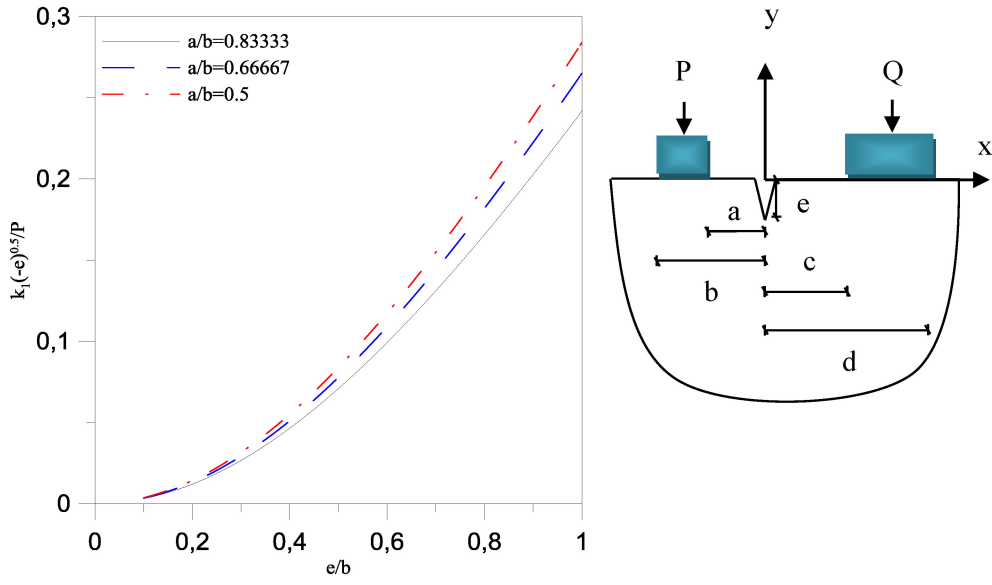 0,3
0,2
0,1
0
k₁(-e)⁰·⁵/P
a/b=0.83333
a/b=0.66667
a/b=0.5
0
0,2
0,4
0,6
0,8
1
e/b
y
P
Q
x
e
a
c
b
d